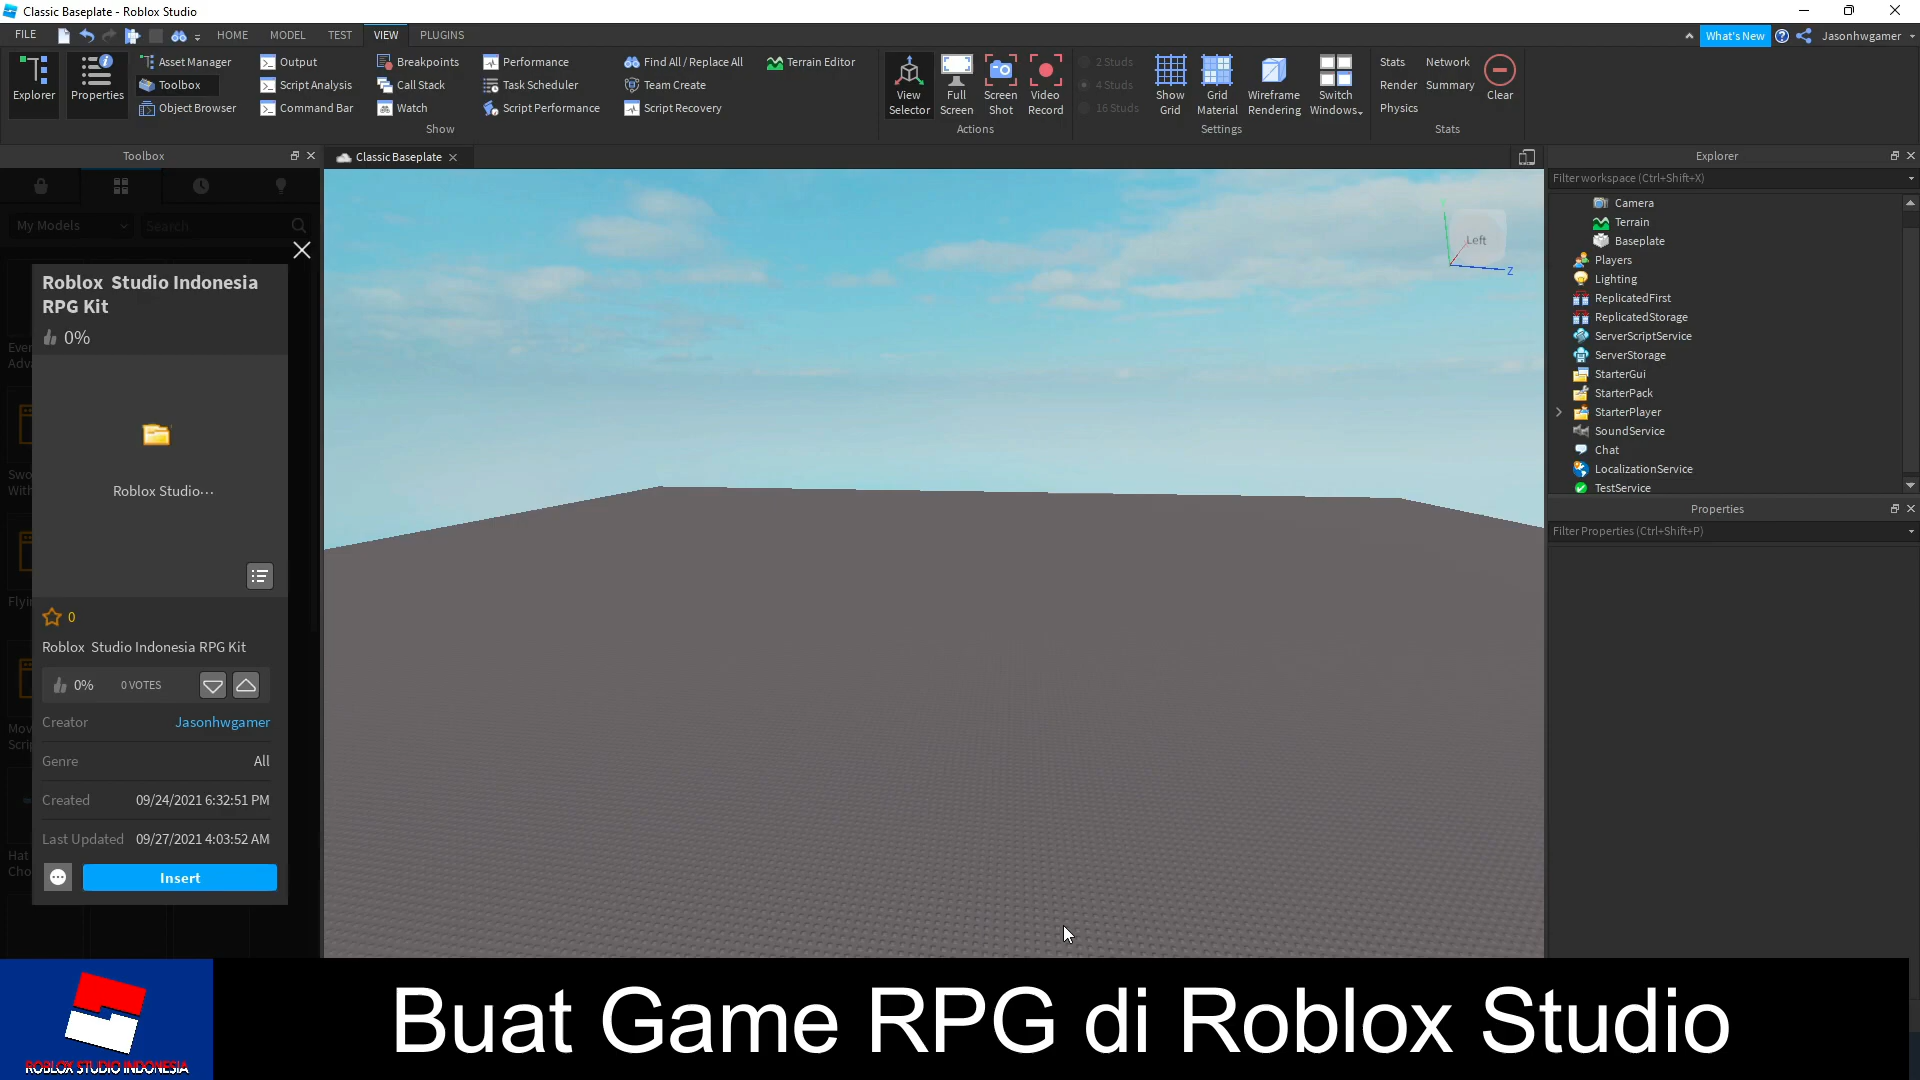 Classic Baseplate - Roblox Studio
FILE
HOME
MODEL
TEST
VIEW
PLUGINS
What's New
Jasonhwgamer
Explorer
Properties
Asset Manager
Toolbox
Object Browser
Output
Script Analysis
Command Bar
Breakpoints
Call Stack
Watch
Performance
Task Scheduler
Script Performance
Find All / Replace All
Team Create
Script Recovery
Terrain Editor
Show
View
Selector
Full
Screen
Screen
Shot
Video
Record
Actions
2 Studs
4 Studs
16 Studs
Show
Grid
Grid
Material
Wireframe
Rendering
Switch
Windows
Settings
Stats
Network
Render
Summary
Physics
Clear
Stats
Toolbox
Classic Baseplate
My Models
Search
Roblox Studio Indonesia
RPG Kit
0%
Roblox Studio...
0
Roblox Studio Indonesia RPG Kit
0%
0 VOTES
Creator
Jasonhwgamer
Genre
All
Created
09/24/2021 6:32:51 PM
Last Updated
09/27/2021 4:03:52 AM
Insert
Left
Z
Explorer
Filter workspace (Ctrl+Shift+X)
Camera
Terrain
Baseplate
Players
Lighting
ReplicatedFirst
ReplicatedStorage
ServerScriptService
ServerStorage
StarterGui
StarterPack
StarterPlayer
SoundService
Chat
LocalizationService
TestService
Properties
Filter Properties (Ctrl+Shift+P)
ROBLOX STUDIO INDONESIA
Buat Game RPG di Roblox Studio